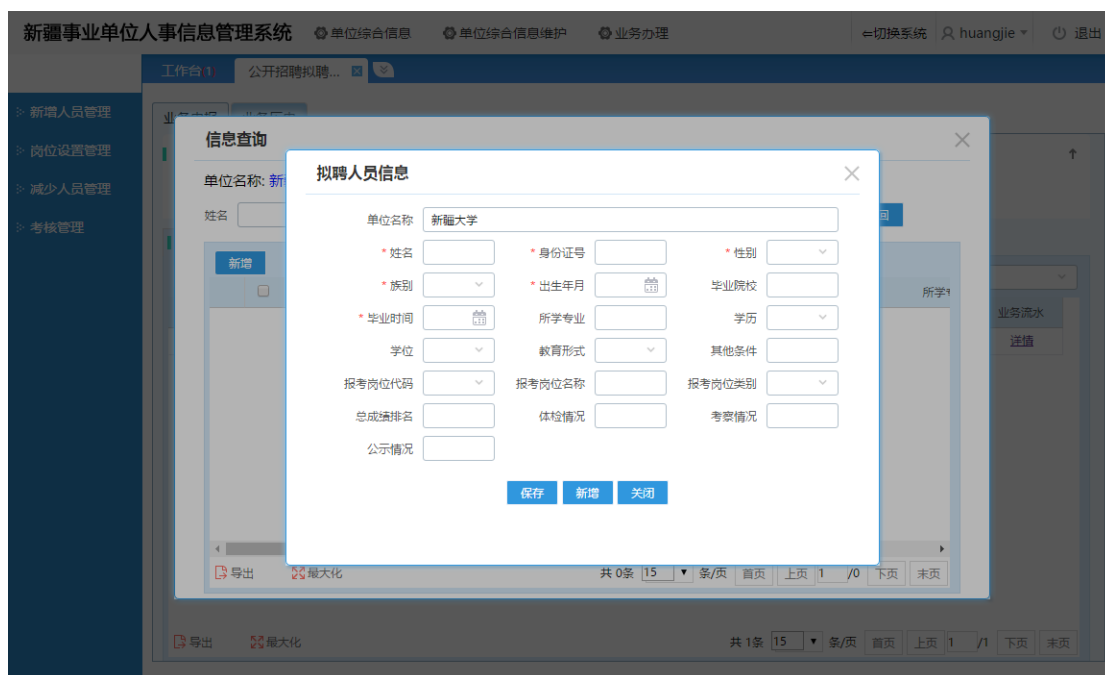 新疆事业单位人事信息管理系统 单位综合信息 单位综合信息维护 业务办理 切换系统 huangjie 退出
工作台 1 公开招聘拟聘...
新增人员管理
岗位设置管理
减少人员管理
考核管理
信息查询
单位名称: 新
姓名
新增
所学
业务流水
详值
拟聘人员信息
单位名称 新疆大学
* 姓名 * 身份证号 * 性别
* 族别 * 出生年月 毕业院校
* 毕业时间 所学专业 学历
学位 教育形式 其他条件
报考岗位代码 报考岗位名称 报考岗位类别
总成绩排名 体检情况 考察情况
公示情况
保存 新增 关闭
导出 最大化 共 0条 15 条/页 首页 上页 1 /0 下页 末页
导出 最大化 共 1条 15 条/页 首页 上页 1 /1 下页 末页